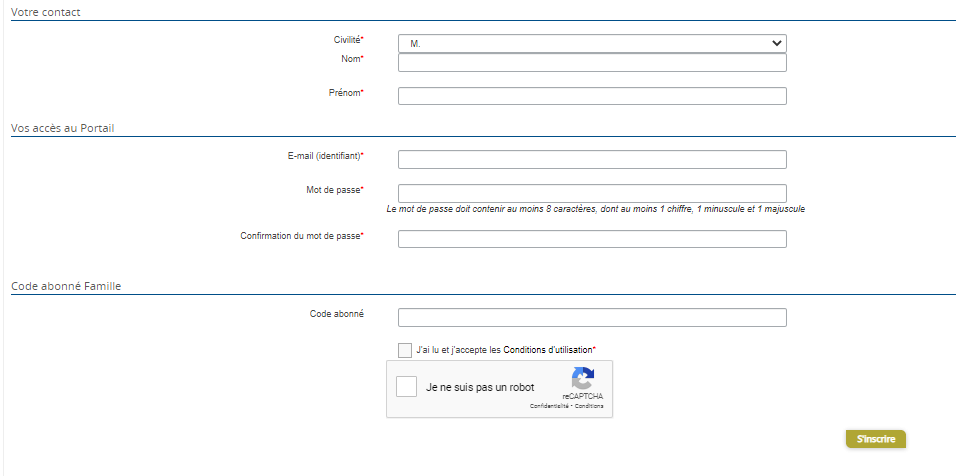 Votre contact
Civilité*
M.
Nom*
Prénom*
Vos accès au Portail
E-mail (identifiant)*
Mot de passe*
Le mot de passe doit contenir au moins 8 caractères, dont au moins 1 chiffre, 1 minuscule et 1 majuscule
Confirmation du mot de passe*
Code abonné Famille
Code abonné
J'ai lu et j'accepte les Conditions d'utilisation*
Je ne suis pas un robot
reCAPTCHA
Confidentialité - Conditions
S'inscrire